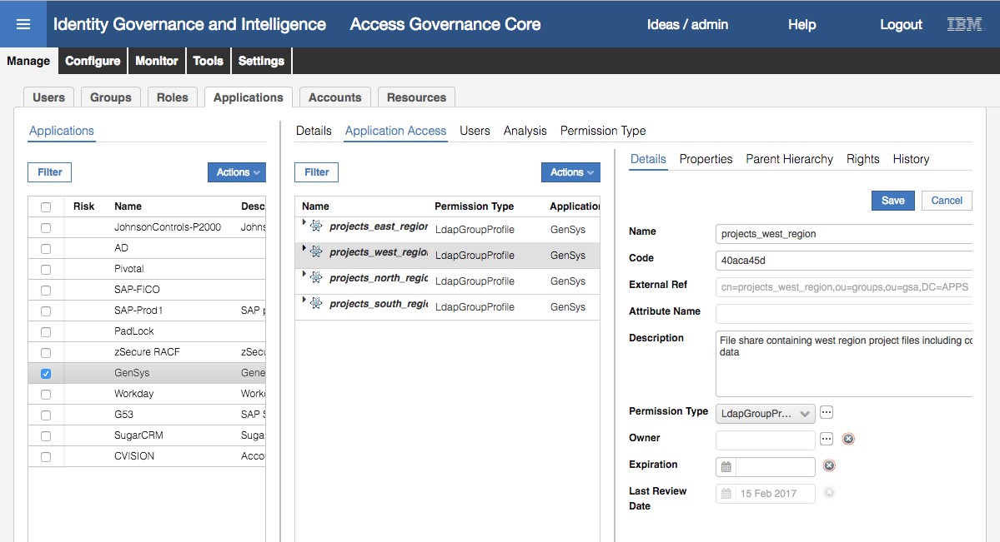 Identity Governance and Intelligence Access Governance Core Ideas / admin Help Logout IBM
Manage Configure Monitor Tools Settings
Users Groups Roles Applications Accounts Resources
Applications
Details Application Access Users Analysis Permission Type
Filter Actions
Filter Actions
Details Properties Parent Hierarchy Rights History
Save Cancel
Risk Name Desc
JohnsonControls-P2000 Johns
AD
Pivotal
SAP-FICO
SAP-Prod1 SAP p
PadLock
zSecure RACF zSecu
GenSys Gene
Workday Work
G53 SAP S
SugarCRM Suga
CVISION Acco
Name Permission Type Application
projects_east_region LdapGroupProfile GenSys
projects_west_region LdapGroupProfile GenSys
projects_north_regio LdapGroupProfile GenSys
projects_south_regi LdapGroupProfile GenSys
Name projects_west_region
Code 40aca45d
External Ref cn=projects_west_region,ou=groups,ou=gsa,DC=APPS
Attribute Name
Description File share containing west region project files including co
data
Permission Type LdapGroupPr...
Owner
Expiration
Last Review
Date 15 Feb 2017